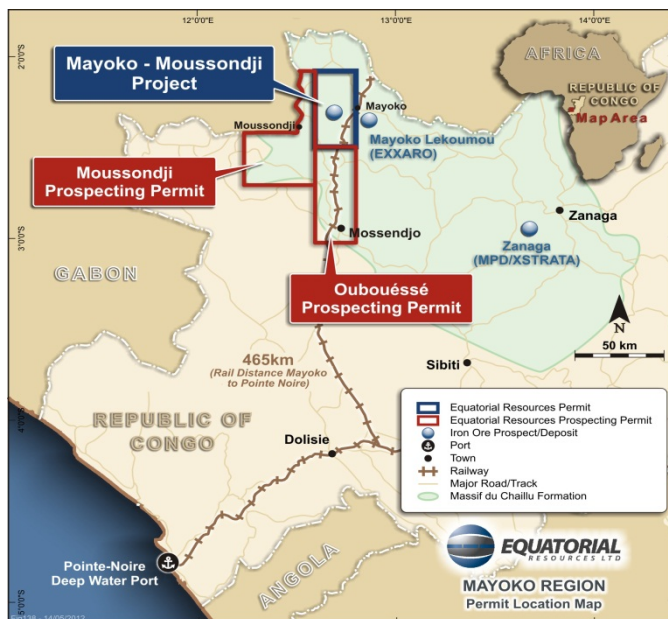 12°0'0"E
13°0'0"E
14°0'0"E
2°0'0"S
3°0'0"S
4°0'0"S
5°0'0"S
AFRICA
REPUBLIC OF
CONGO
Map Area
Mayoko - Moussondji
Project
Mayoko
Moussondji
Mayoko Lekoumou
(EXXARO)
Moussondji
Prospecting Permit
Zanaga
Mossendjo
Zanaga
(MPD/XSTRATA)
GABON
Oubouéssé
Prospecting Permit
N
50 km
465km
(Rail Distance Mayoko
to Pointe Noire)
Sibiti
REPUBLIC OF
CONGO
Dolisie
Equatorial Resources Permit
Equatorial Resources Prospecting Permit
Iron Ore Prospect/Deposit
Port
Town
Railway
Major Road/Track
Massif du Chaillu Formation
Pointe-Noire
Deep Water Port
ANGOLA
EQUATORIAL
RESOURCES LTD
MAYOKO REGION
Permit Location Map